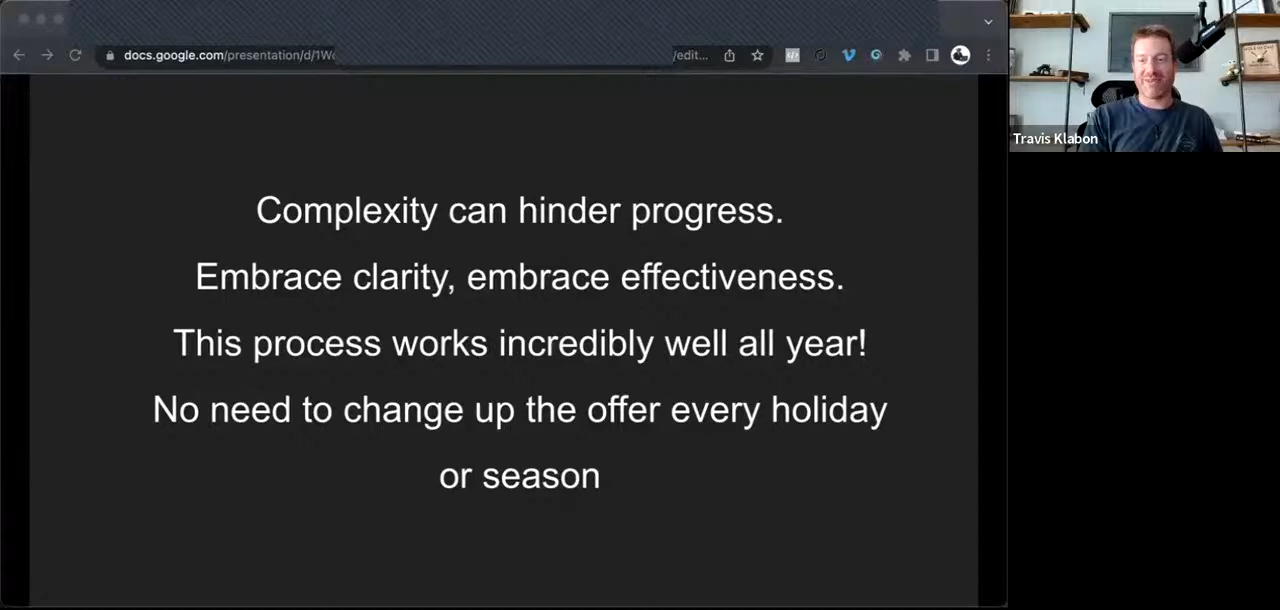 docs.google.com/presentation/d/1W
/edit...
Travis Klabon
Complexity can hinder progress.
Embrace clarity, embrace effectiveness.
This process works incredibly well all year!
No need to change up the offer every holiday
or season